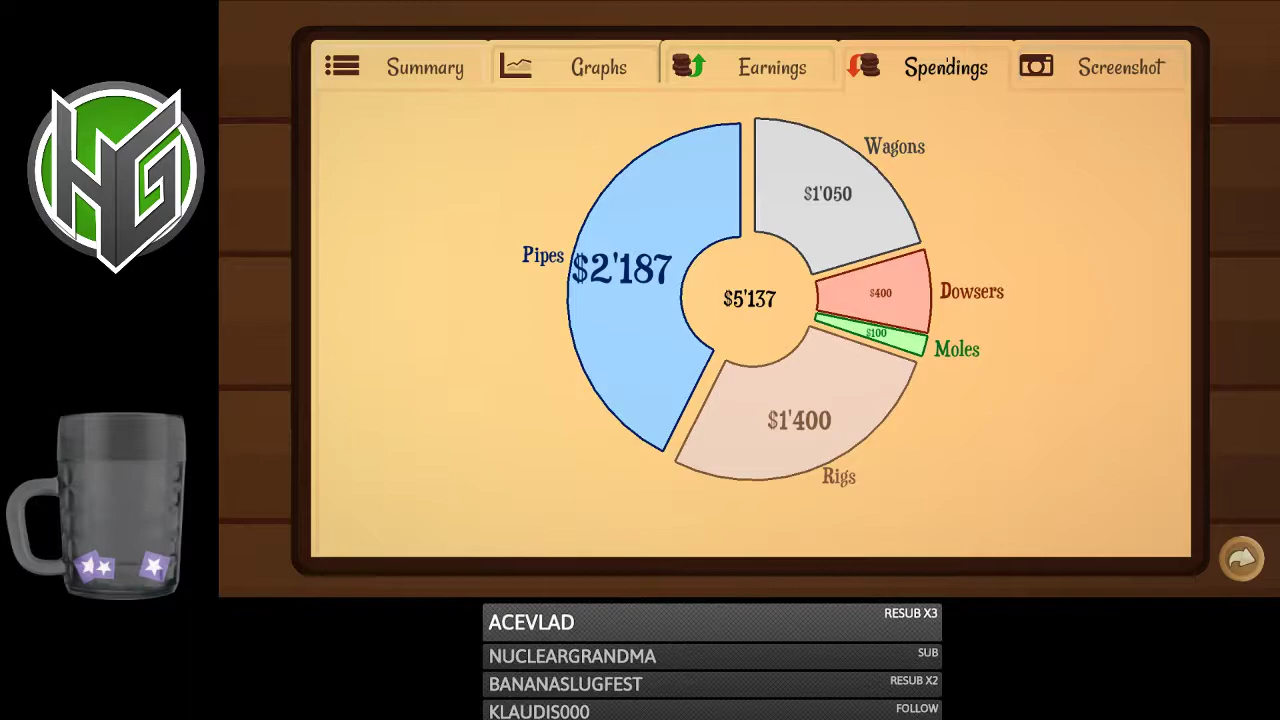 HG
Summary
Graphs
Earnings
Spendings
Screenshot
Wagons
$1'050
Pipes
$2'187
$5'137
$400
Dowsers
$100
Moles
$1'400
Rigs
ACEVLAD
RESUB X3
NUCLEARGRANDMA
SUB
BANANASLUGFEST
RESUB X2
KLAUDIS000
FOLLOW